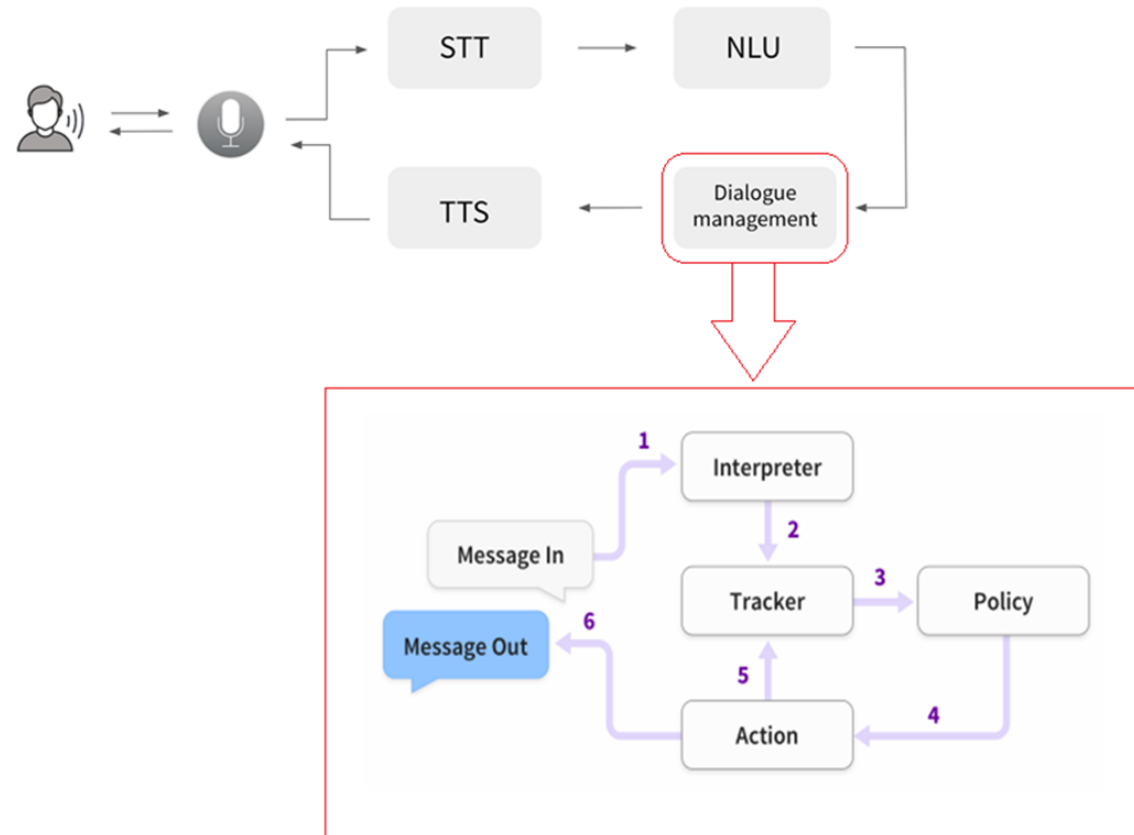 STT
NLU
TTS
Dialogue
management
1
Interpreter
2
Message In
Tracker
3
Policy
6
Message Out
5
Action
4